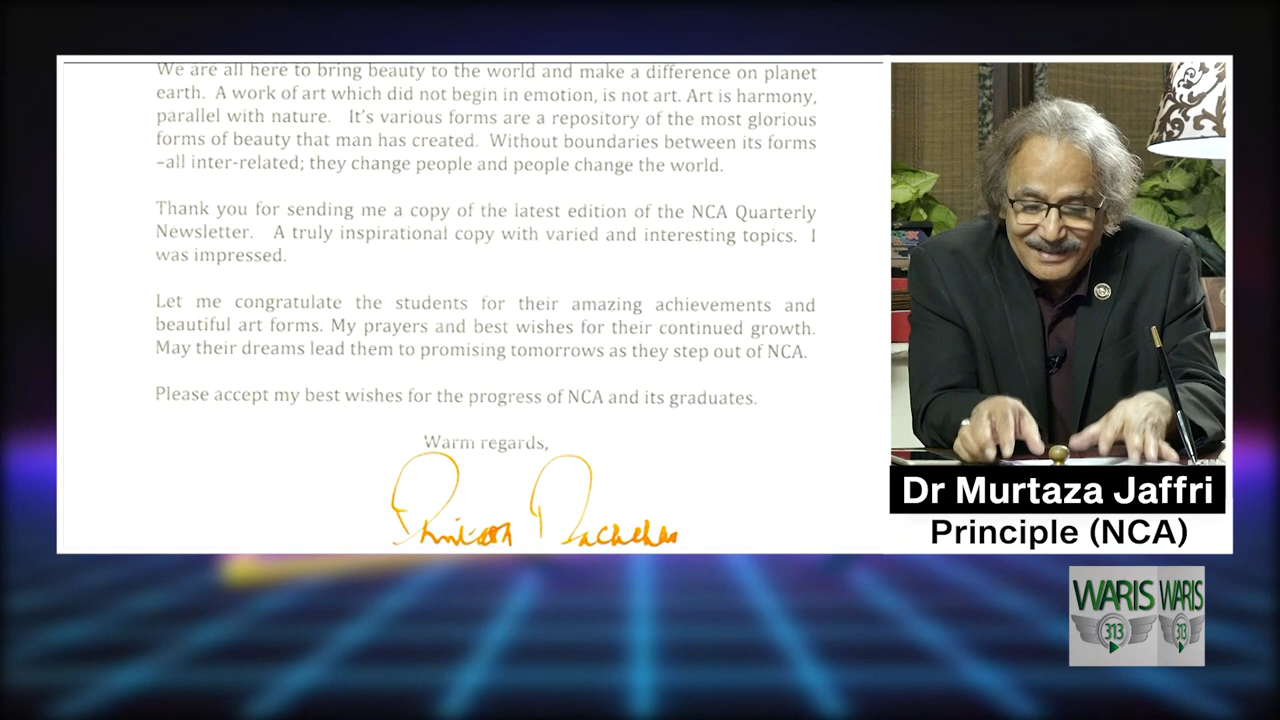 We are all here to bring beauty to the world and make a difference on planet
earth. A work of art which did not begin in emotion, is not art. Art is harmony,
parallel with nature. It's various forms are a repository of the most glorious
forms of beauty that man has created. Without boundaries between its forms
–all inter-related; they change people and people change the world.
Thank you for sending me a copy of the latest edition of the NCA Quarterly
Newsletter. A truly inspirational copy with varied and interesting topics. I
was impressed.
Let me congratulate the students for their amazing achievements and
beautiful art forms. My prayers and best wishes for their continued growth.
May their dreams lead them to promising tomorrows as they step out of NCA.
Please accept my best wishes for the progress of NCA and its graduates.
Warm regards,
Dr Murtaza Jaffri
Principle (NCA)
WARIS WARIS
313 313